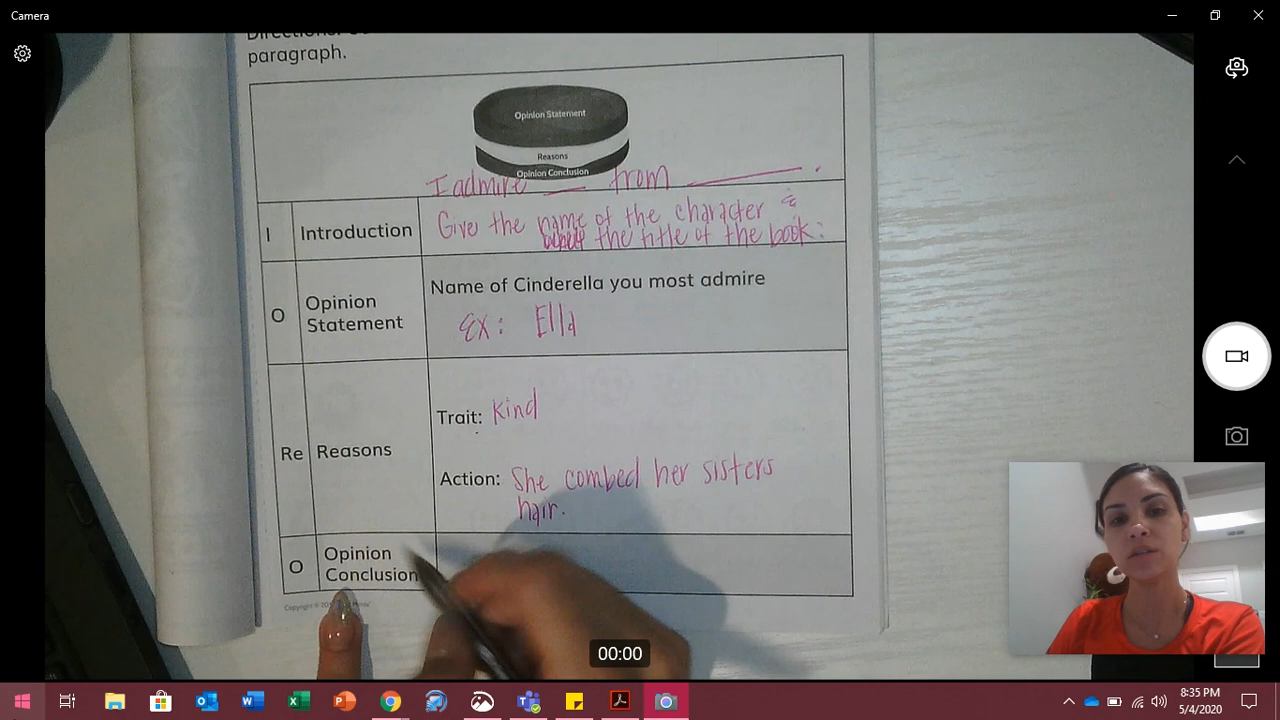 Camera
paragraph.
Opinion Statement
Reasons
Opinion Conclusion
I admire ___ from ______.
I Introduction Give the name of the character &
the title of the book:
O Opinion Statement
Name of Cinderella you most admire
Ex: Ella
Re Reasons
Trait: Kind
Action: She combed her sisters
hair.
O Opinion
Conclusion
00:00
8:35 PM
5/4/2020